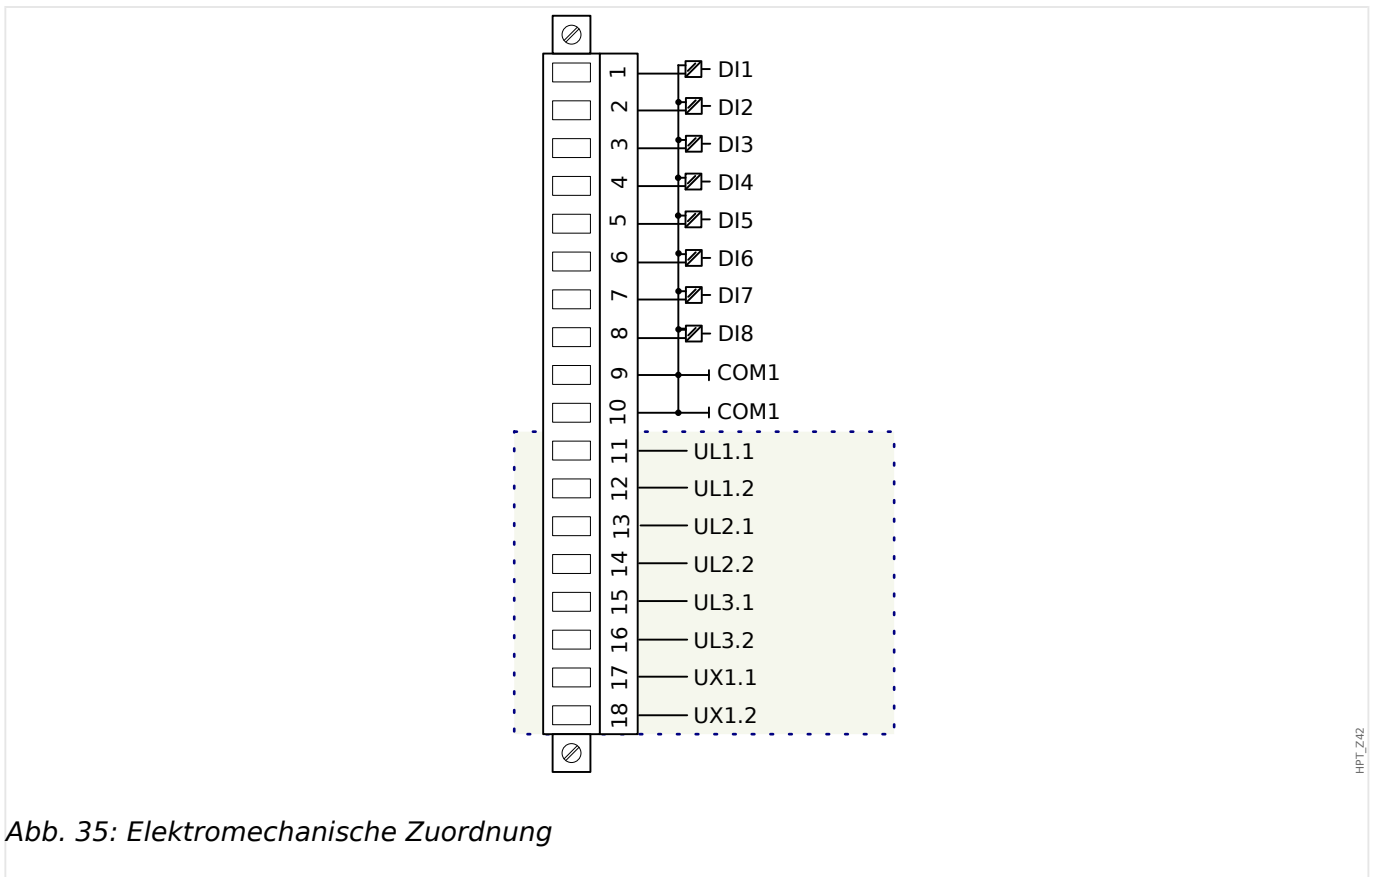 1 DI1
2 DI2
3 DI3
4 DI4
5 DI5
6 DI6
7 DI7
8 DI8
9 COM1
10 COM1
11 UL1.1
12 UL1.2
13 UL2.1
14 UL2.2
15 UL3.1
16 UL3.2
17 UX1.1
18 UX1.2
HPT_Z42
Abb. 35: Elektromechanische Zuordnung